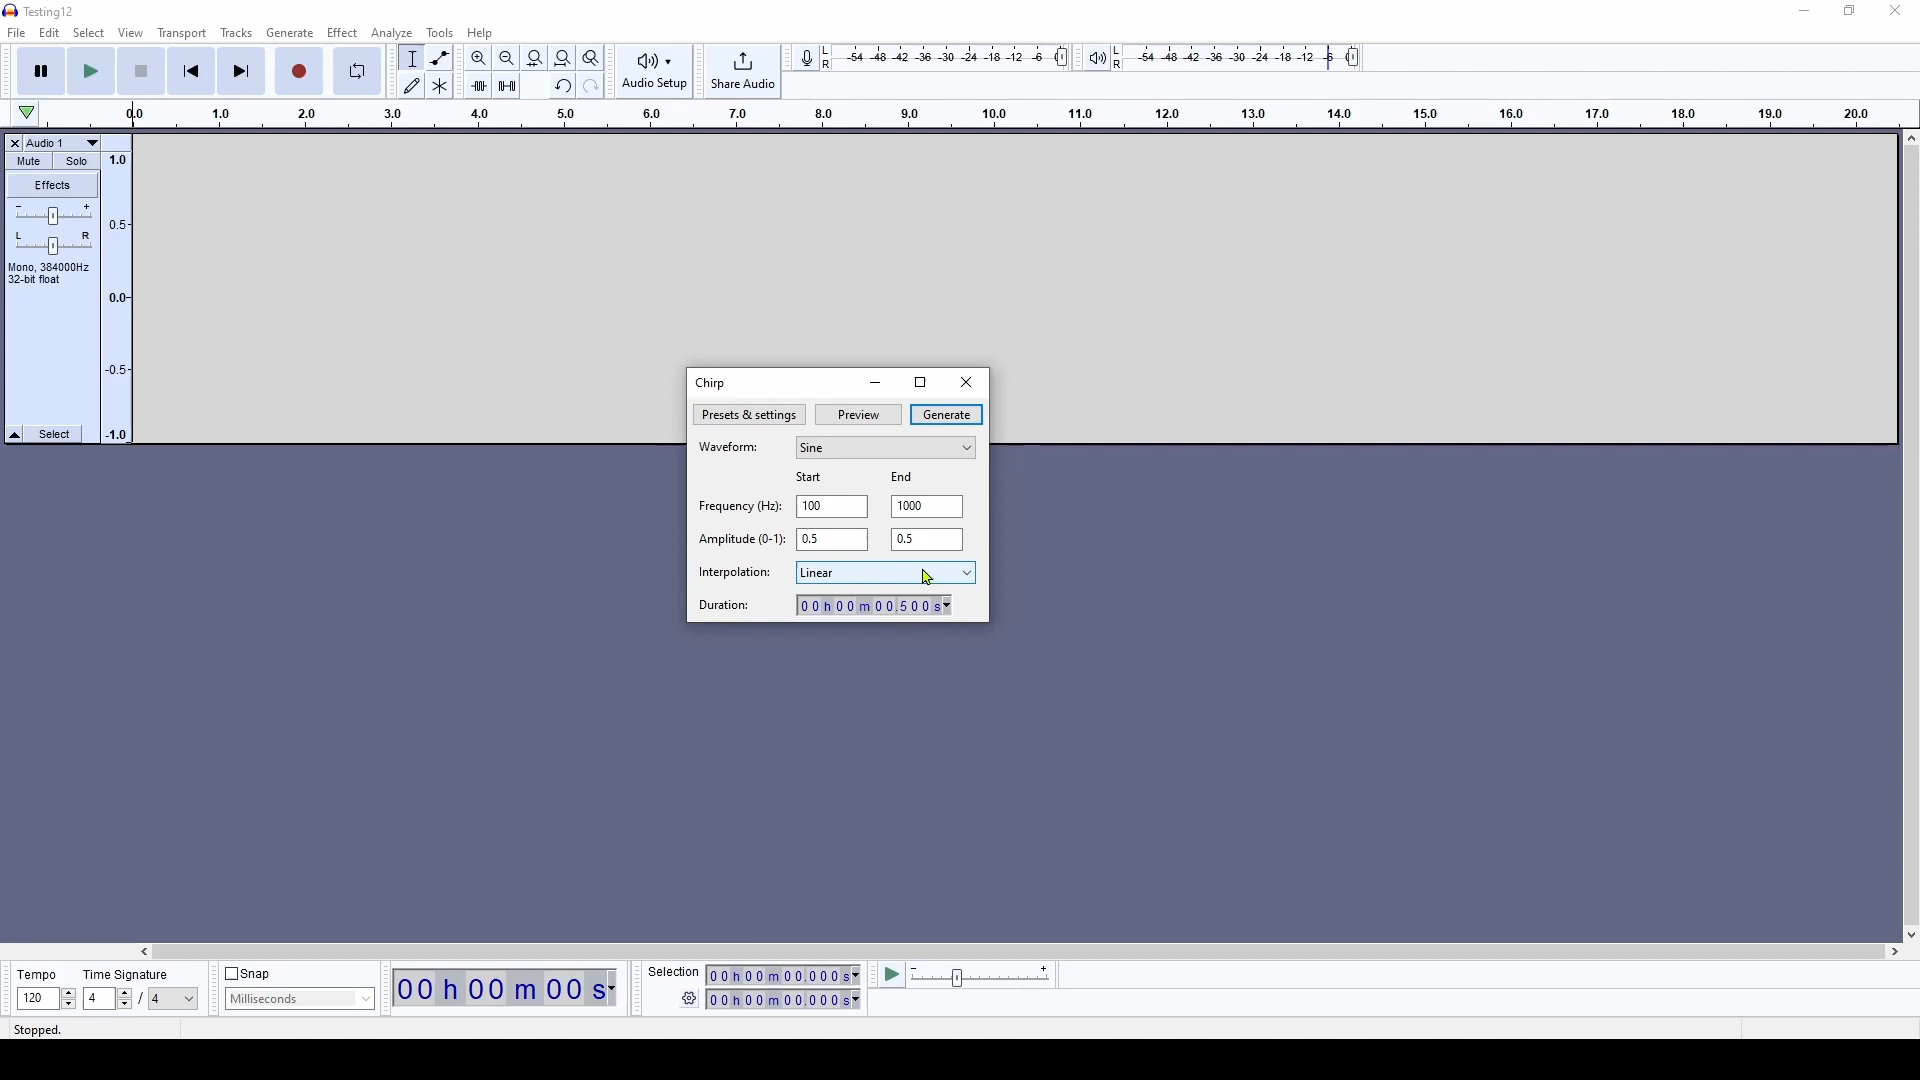 Testing12
File Edit Select View Transport Tracks Generate Effect Analyze Tools Help
Audio Setup
Share Audio
L
R
-54 -48 -42 -36 -30 -24 -18 -12 -6 0
L
R
-54 -48 -42 -36 -30 -24 -18 -12 -6 0
0.0 1.0 2.0 3.0 4.0 5.0 6.0 7.0 8.0 9.0 10.0 11.0 12.0 13.0 14.0 15.0 16.0 17.0 18.0 19.0 20.0
Audio 1
Mute Solo
Effects
- +
L R
Mono, 384000Hz
32-bit float
Select
1.0
0.5
0.0
-0.5
-1.0
Chirp
Presets & settings Preview Generate
Waveform: Sine
Start End
Frequency (Hz): 100 1000
Amplitude (0-1): 0.5 0.5
Interpolation: Linear
Duration: 00h00m00.500s
Tempo Time Signature
120 4 / 4
Snap
Milliseconds
00 h 00 m 00 s
Selection 00h00m00.000s
00h00m00.000s
- +
Stopped.